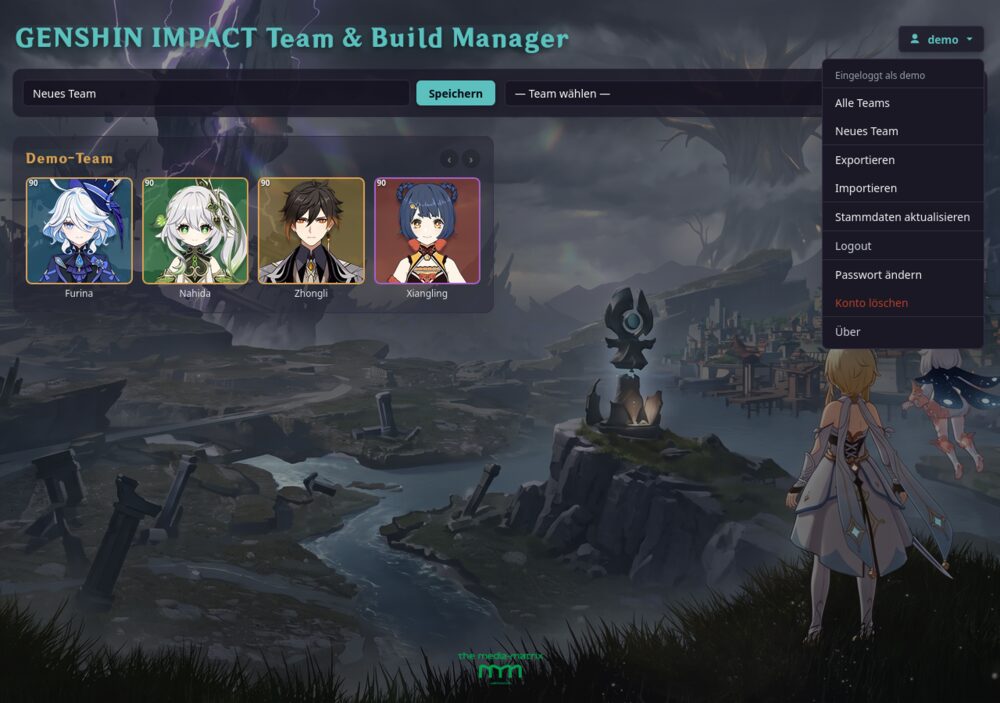 GENSHIN IMPACT Team & Build Manager
demo
Neues Team
Speichern
— Team wählen —
Eingeloggt als demo
Alle Teams
Neues Team
Exportieren
Importieren
Stammdaten aktualisieren
Logout
Passwort ändern
Konto löschen
Über
Demo-Team
90
90
90
90
Furina
Nahida
Zhongli
Xiangling
the media-matrix